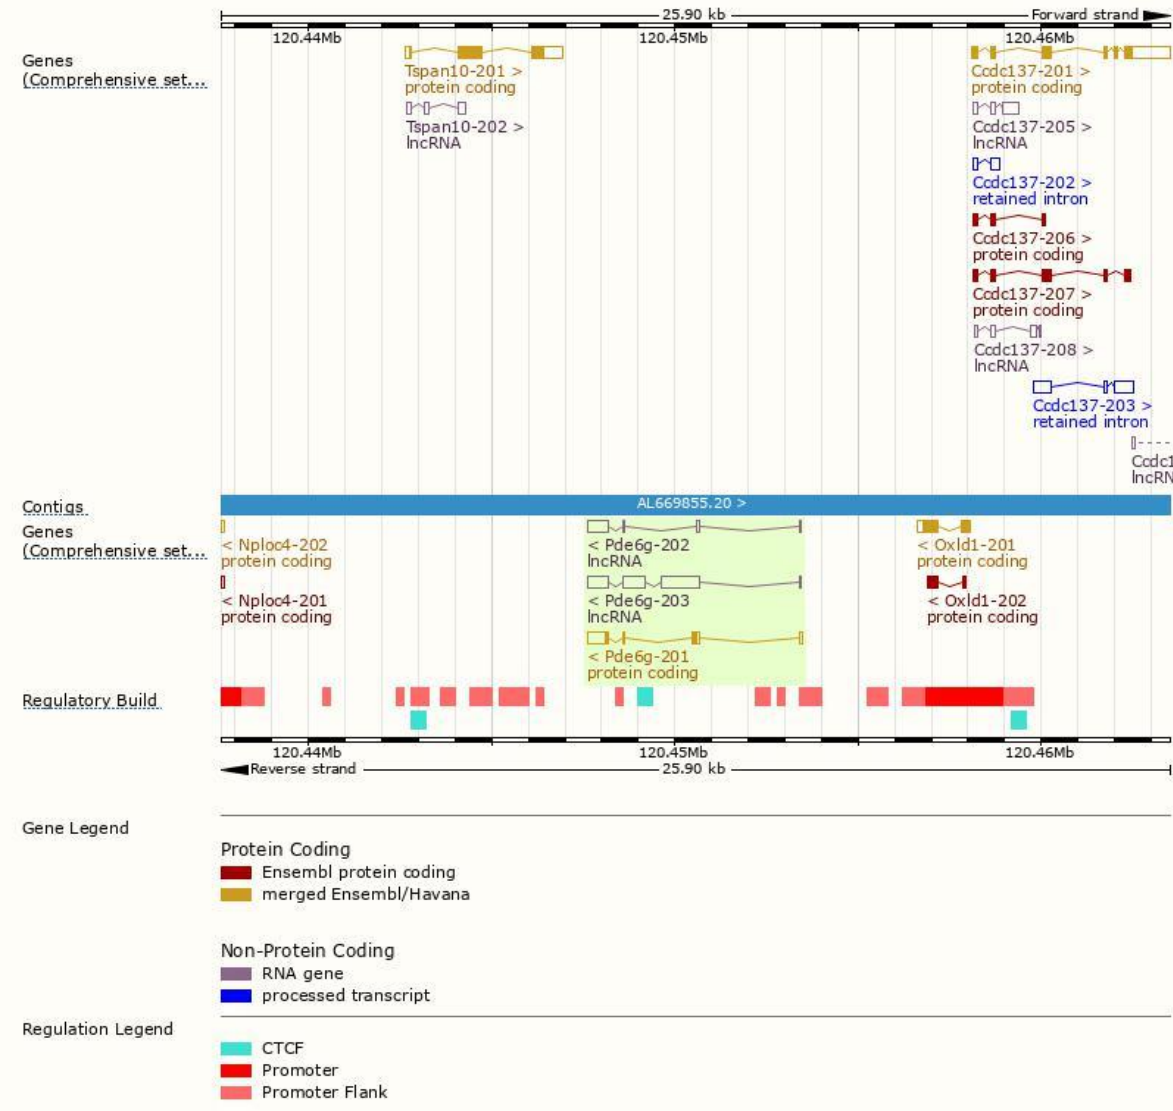 25.90 kb Forward strand
120.44Mb 120.45Mb 120.46Mb
Genes
(Comprehensive set...
Tspan10-201 >
protein coding
Tspan10-202 >
lncRNA
Ccdc137-201 >
protein coding
Ccdc137-205 >
lncRNA
Ccdc137-202 >
retained intron
Ccdc137-206 >
protein coding
Ccdc137-207 >
protein coding
Ccdc137-208 >
lncRNA
Ccdc137-203 >
retained intron
Ccdc1
lncRN
Contigs
AL669855.20 >
Genes
(Comprehensive set...
< Nploc4-202
protein coding
< Nploc4-201
protein coding
< Pde6g-202
lncRNA
< Pde6g-203
lncRNA
< Pde6g-201
protein coding
< Oxld1-201
protein coding
< Oxld1-202
protein coding
Regulatory Build
120.44Mb 120.45Mb 120.46Mb
Reverse strand 25.90 kb
Gene Legend
Protein Coding
Ensembl protein coding
merged Ensembl/Havana
Non-Protein Coding
RNA gene
processed transcript
Regulation Legend
CTCF
Promoter
Promoter Flank